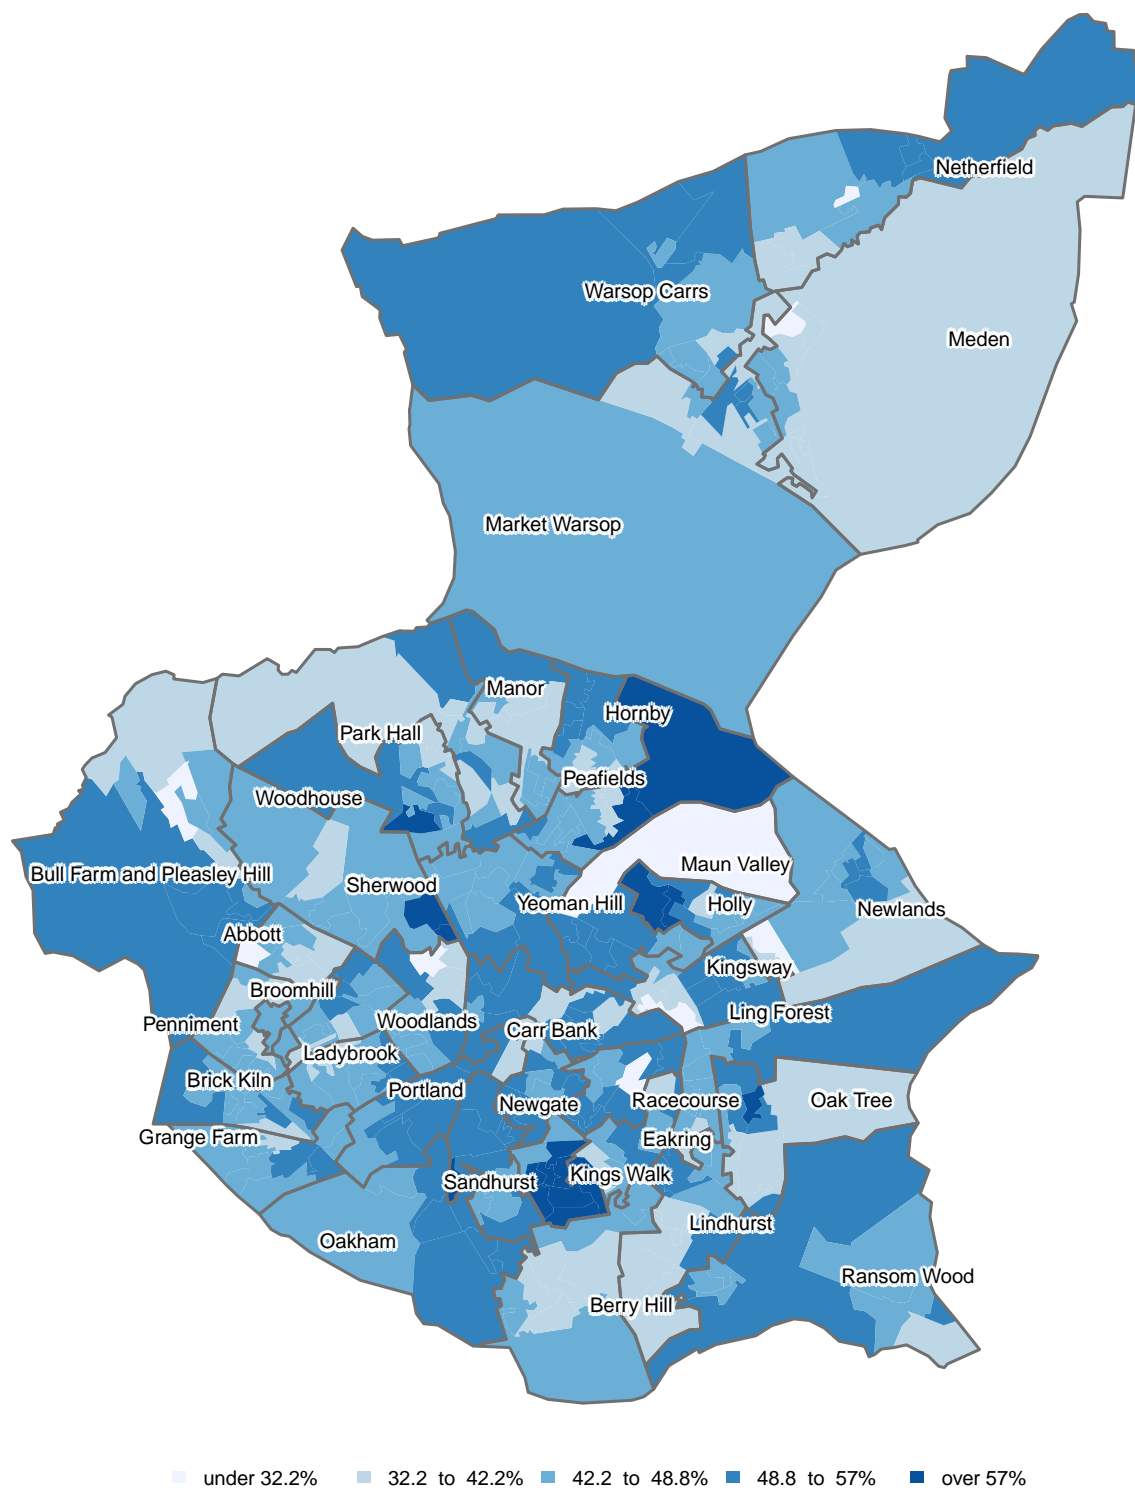 Netherfield
Warsop Carrs
Meden
Market Warsop
Manor
Hornby
Park Hall
Peafields
Woodhouse
Maun Valley
Bull Farm and Pleasley Hill
Sherwood
Yeoman Hill
Holly
Newlands
Abbott
Kingsway
Broomhill
Ling Forest
Penniment
Woodlands
Carr Bank
Ladybrook
Brick Kiln
Portland
Newgate
Racecourse
Oak Tree
Grange Farm
Eakring
Sandhurst
Kings Walk
Lindhurst
Oakham
Ransom Wood
Berry Hill
under 32.2% 32.2 to 42.2% 42.2 to 48.8% 48.8 to 57% over 57%